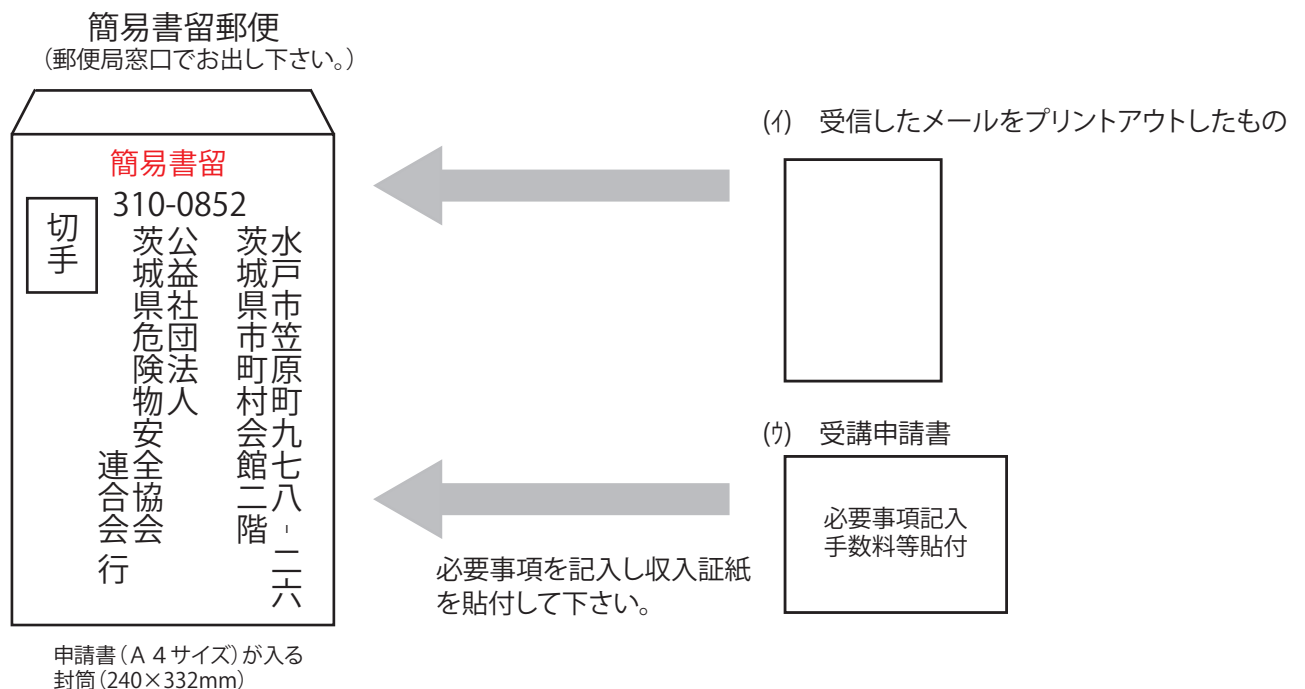 簡易書留郵便
（郵便局窓口でお出し下さい。）
簡易書留
310-0852
切手
水戸市笠原町九七八-二六
茨城県市町村会館二階
公益社団法人
茨城県危険物安全協会
連合会 行
申請書（A 4サイズ）が入る
封筒（240×332mm）
(ｲ) 受信したメールをプリントアウトしたもの
(ｳ) 受講申請書
必要事項記入
手数料等貼付
必要事項を記入し収入証紙
を貼付して下さい。